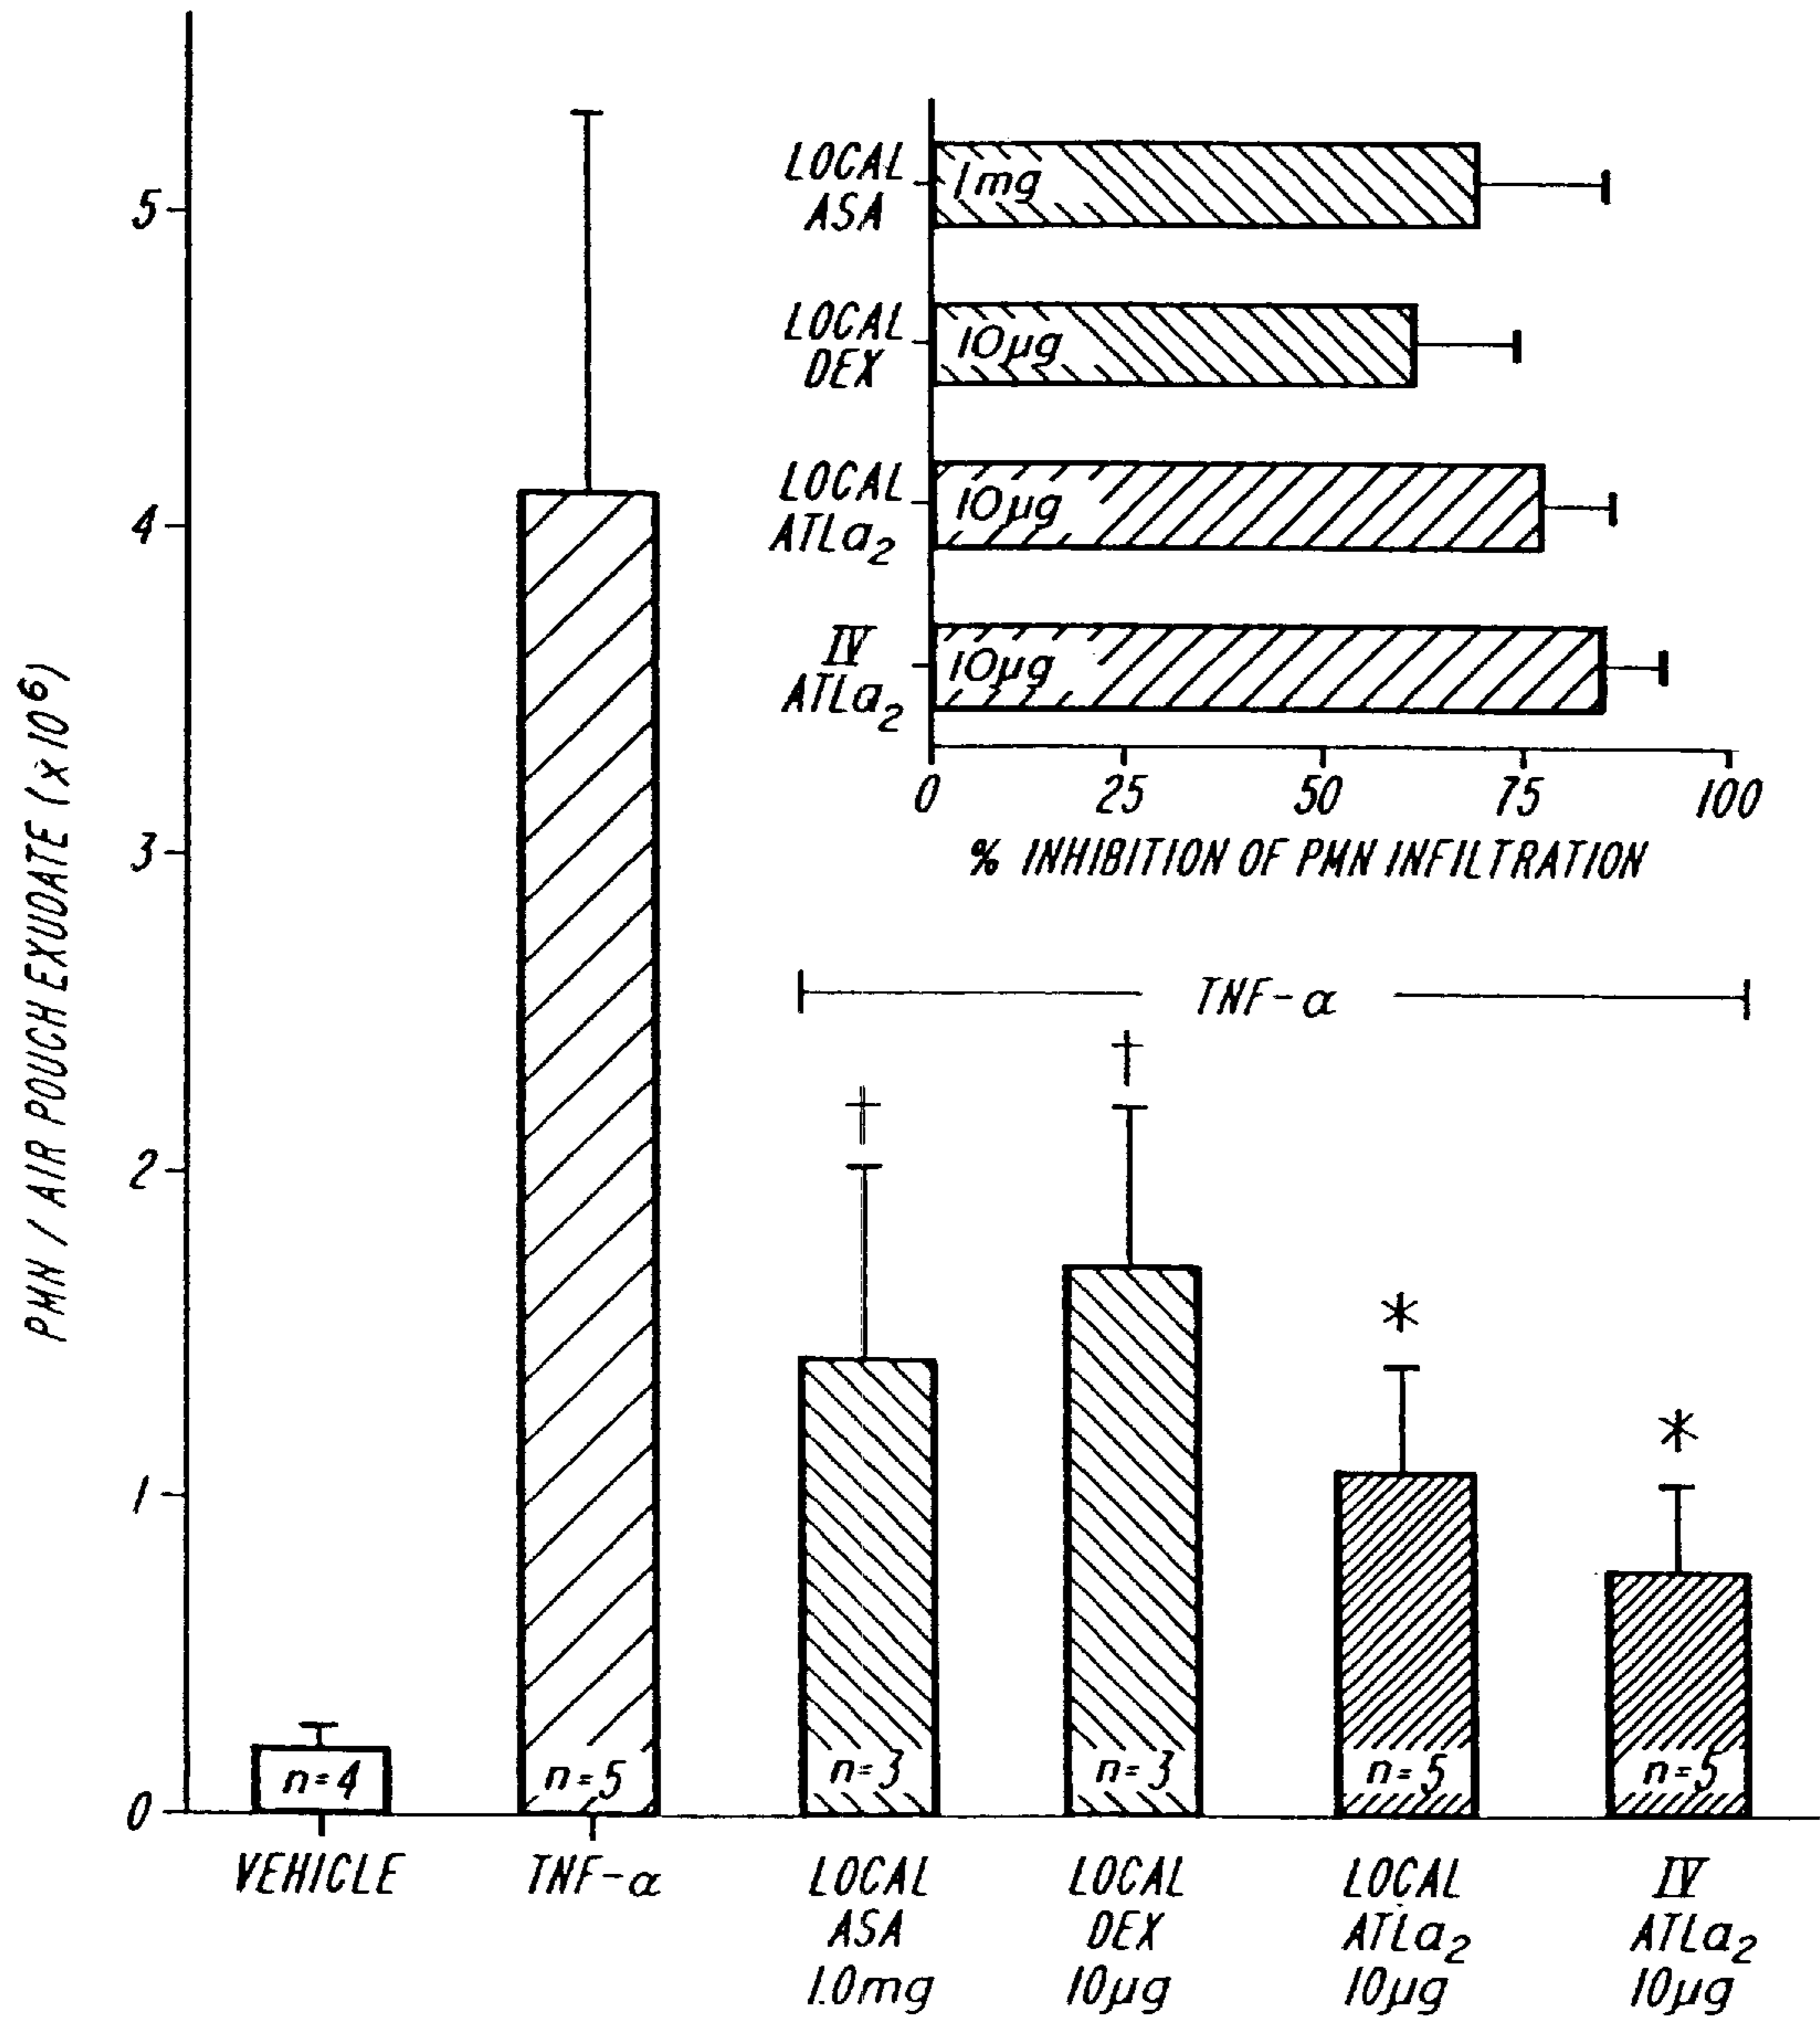 PMN / AIR POUCH EXUDATE (x 10⁶)
5
4
3
2
1
0
LOCAL
ASA
1mg
LOCAL
DEX
10µg
LOCAL
ATLa₂
10µg
IV
ATLa₂
10µg
0 25 50 75 100
% INHIBITION OF PMN INFILTRATION
TNF-α
†
†
*
*
n=4
n=5
n=3
n=3
n=5
n=5
VEHICLE
TNF-α
LOCAL
ASA
1.0mg
LOCAL
DEX
10µg
LOCAL
ATLa₂
10µg
IV
ATLa₂
10µg